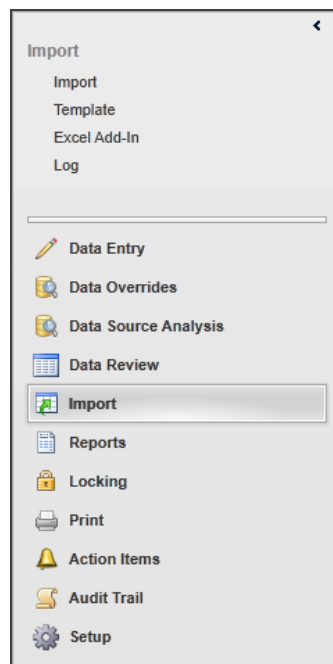 Import
Import
Template
Excel Add-In
Log
Data Entry
Data Overrides
Data Source Analysis
Data Review
Import
Reports
Locking
Print
Action Items
Audit Trail
Setup